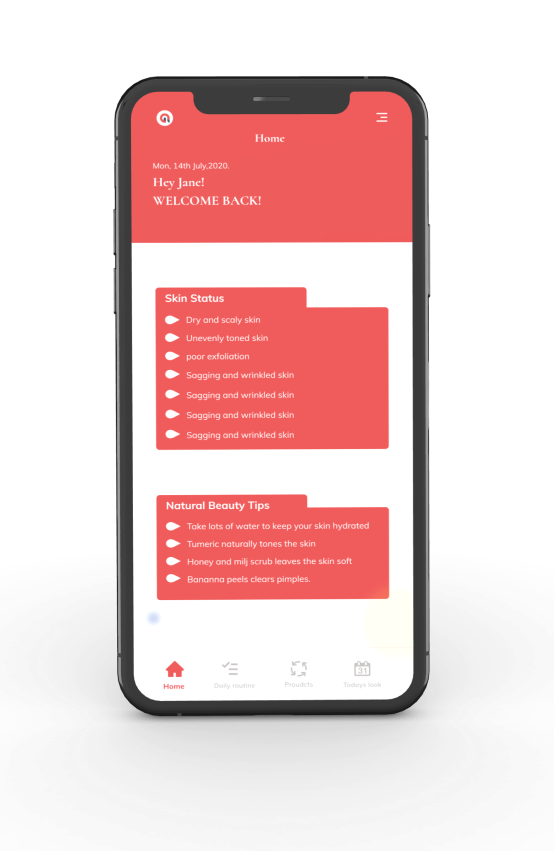 Home
Mon, 14th July,2020.
Hey Jane!
WELCOME BACK!
Skin Status
Dry and scaly skin
Unevenly toned skin
poor exfoliation
Sagging and wrinkled skin
Sagging and wrinkled skin
Sagging and wrinkled skin
Sagging and wrinkled skin
Natural Beauty Tips
Take lots of water to keep your skin hydrated
Tumeric naturally tones the skin
Honey and milj scrub leaves the skin soft
Bananna peels clears pimples.
31
Home Daily routine Proudcts Todays look